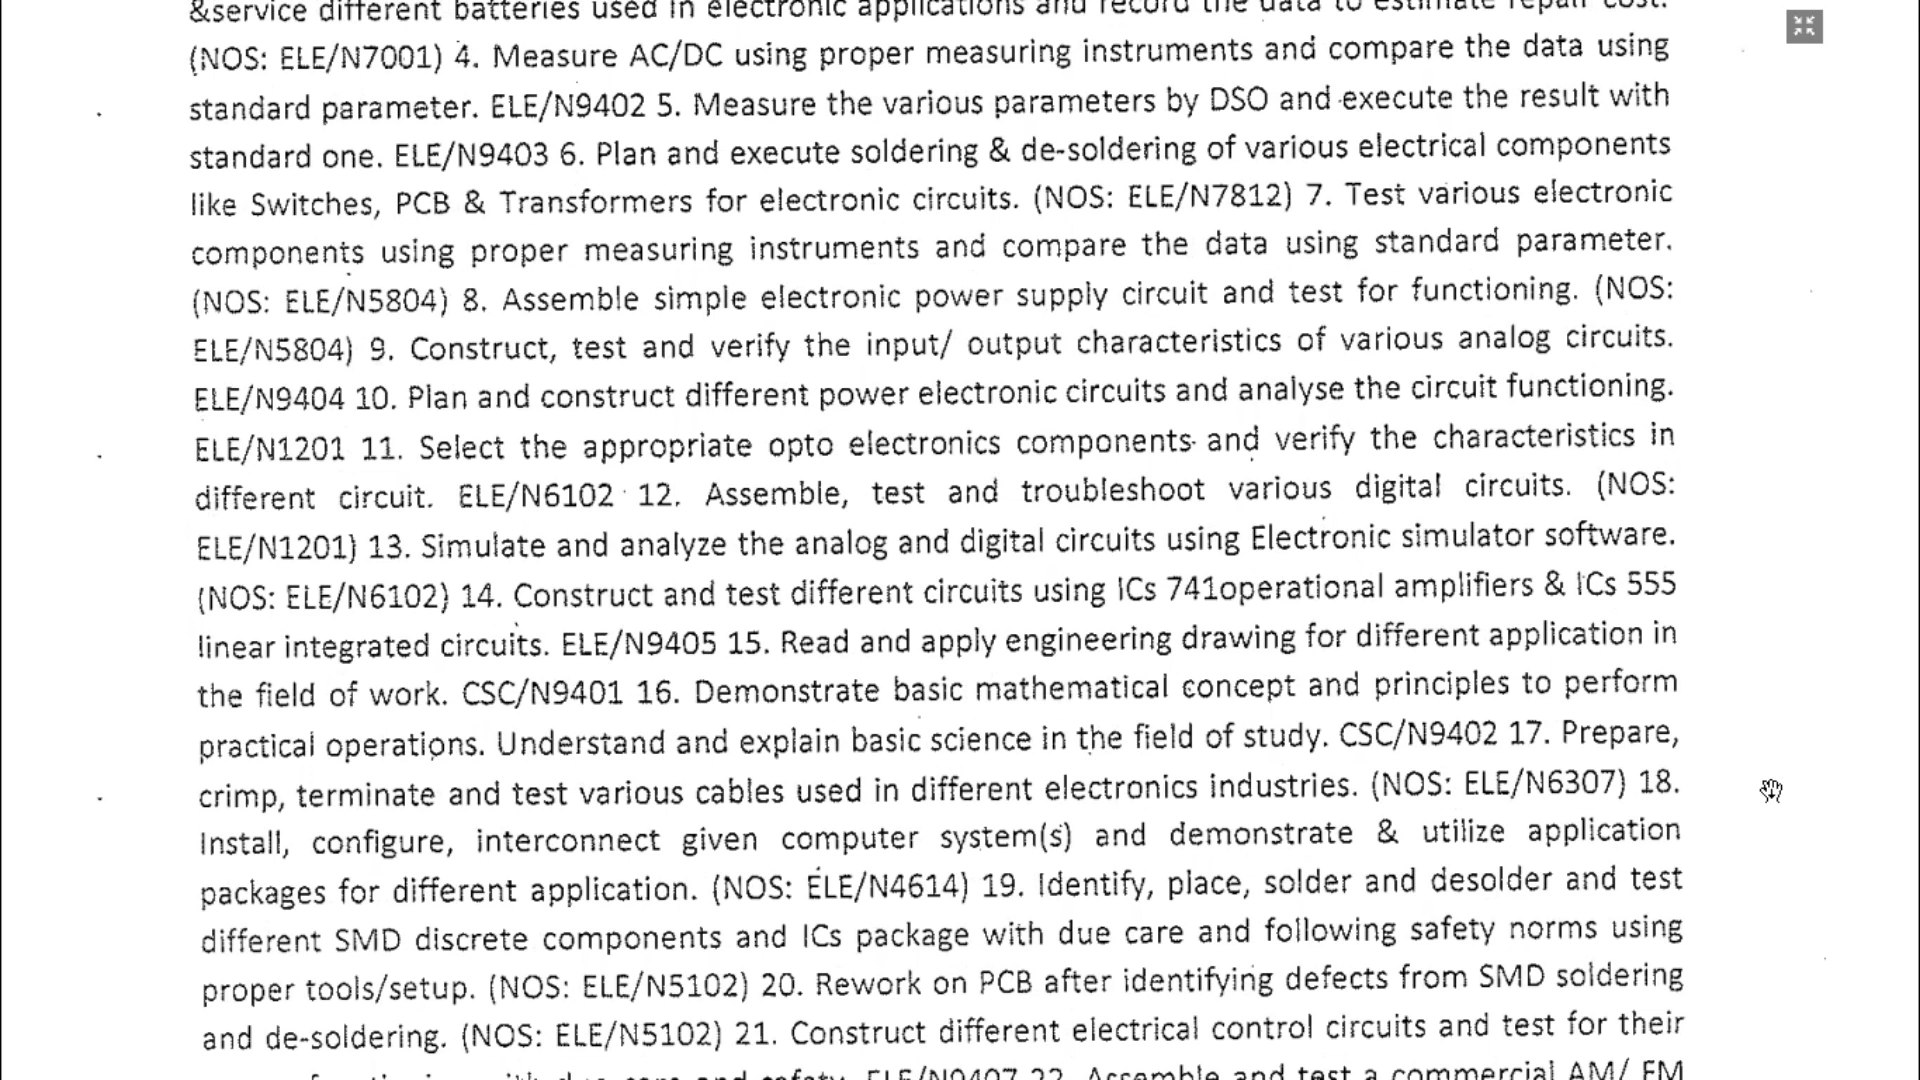 &service different batteries used in electronic applications and record the data to estimate repair cost.
(NOS: ELE/N7001) 4. Measure AC/DC using proper measuring instruments and compare the data using
standard parameter. ELE/N9402 5. Measure the various parameters by DSO and execute the result with
standard one. ELE/N9403 6. Plan and execute soldering & de-soldering of various electrical components
like Switches, PCB & Transformers for electronic circuits. (NOS: ELE/N7812) 7. Test various electronic
components using proper measuring instruments and compare the data using standard parameter.
(NOS: ELE/N5804) 8. Assemble simple electronic power supply circuit and test for functioning. (NOS:
ELE/N5804) 9. Construct, test and verify the input/ output characteristics of various analog circuits.
ELE/N9404 10. Plan and construct different power electronic circuits and analyse the circuit functioning.
ELE/N1201 11. Select the appropriate opto electronics components and verify the characteristics in
different circuit. ELE/N6102 12. Assemble, test and troubleshoot various digital circuits. (NOS:
ELE/N1201) 13. Simulate and analyze the analog and digital circuits using Electronic simulator software.
(NOS: ELE/N6102) 14. Construct and test different circuits using ICs 741operational amplifiers & ICs 555
linear integrated circuits. ELE/N9405 15. Read and apply engineering drawing for different application in
the field of work. CSC/N9401 16. Demonstrate basic mathematical concept and principles to perform
practical operations. Understand and explain basic science in the field of study. CSC/N9402 17. Prepare,
crimp, terminate and test various cables used in different electronics industries. (NOS: ELE/N6307) 18.
Install, configure, interconnect given computer system(s) and demonstrate & utilize application
packages for different application. (NOS: ELE/N4614) 19. Identify, place, solder and desolder and test
different SMD discrete components and ICs package with due care and following safety norms using
proper tools/setup. (NOS: ELE/N5102) 20. Rework on PCB after identifying defects from SMD soldering
and de-soldering. (NOS: ELE/N5102) 21. Construct different electrical control circuits and test for their
with due care and safety. ELE/N9407 22. Assemble and test a commercial AM/ FM